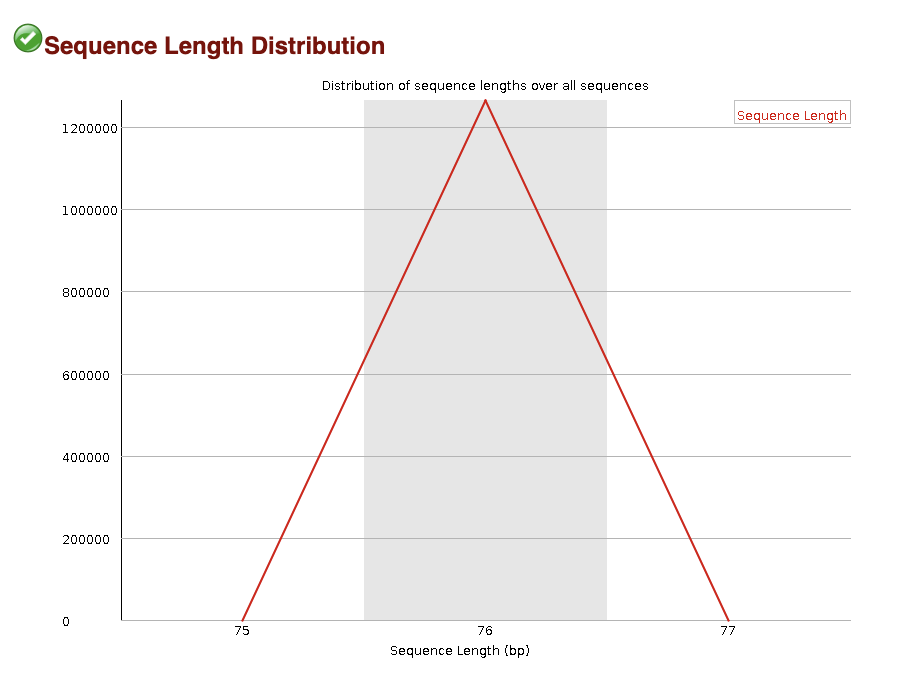 Sequence Length Distribution
Distribution of sequence lengths over all sequences
Sequence Length
1200000
1000000
800000
600000
400000
200000
0
75 76 77
Sequence Length (bp)